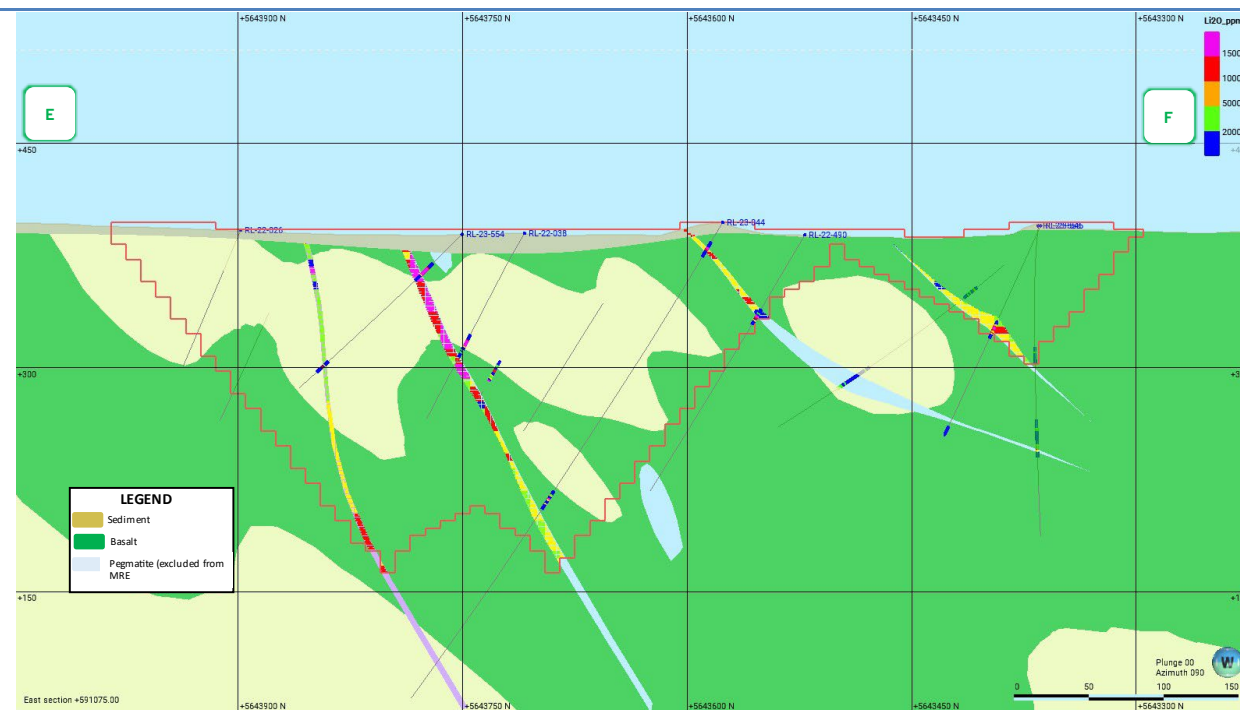 +5643900 N +5643750 N +5643600 N +5643450 N +5643300 N
Li2O_ppm
1500
1000
5000
2000
E
F
+450
RL-22-026
RL-23-554
RL-22-038
RL-23-044
RL-22-490
+300
LEGEND
Sediment
Basalt
Pegmatite (excluded from
MRE
+150
Plunge 00
Azimuth 090
W
0 50 100 150
East section +591075.00
+5643900 N +5643750 N +5643600 N +5643450 N +5643300 N